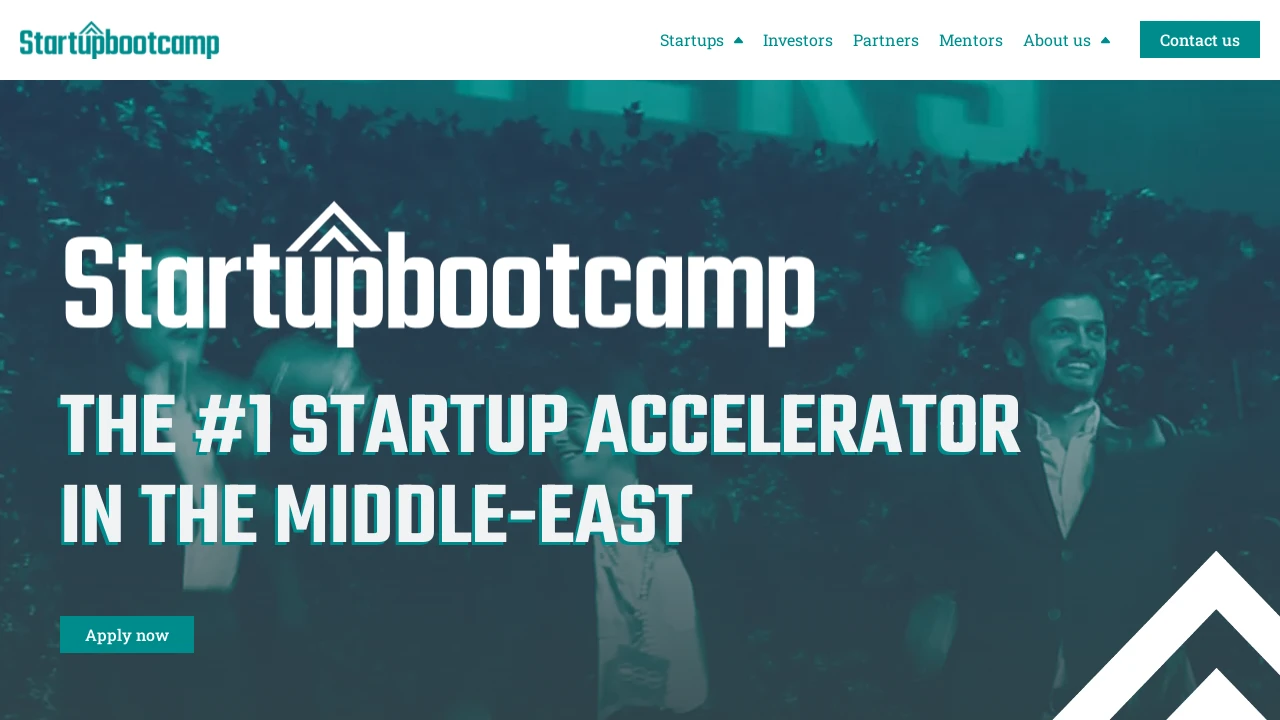 Startupbootcamp
Startups
Investors
Partners
Mentors
About us
Contact us
Startupbootcamp
THE #1 STARTUP ACCELERATOR
IN THE MIDDLE-EAST
Apply now